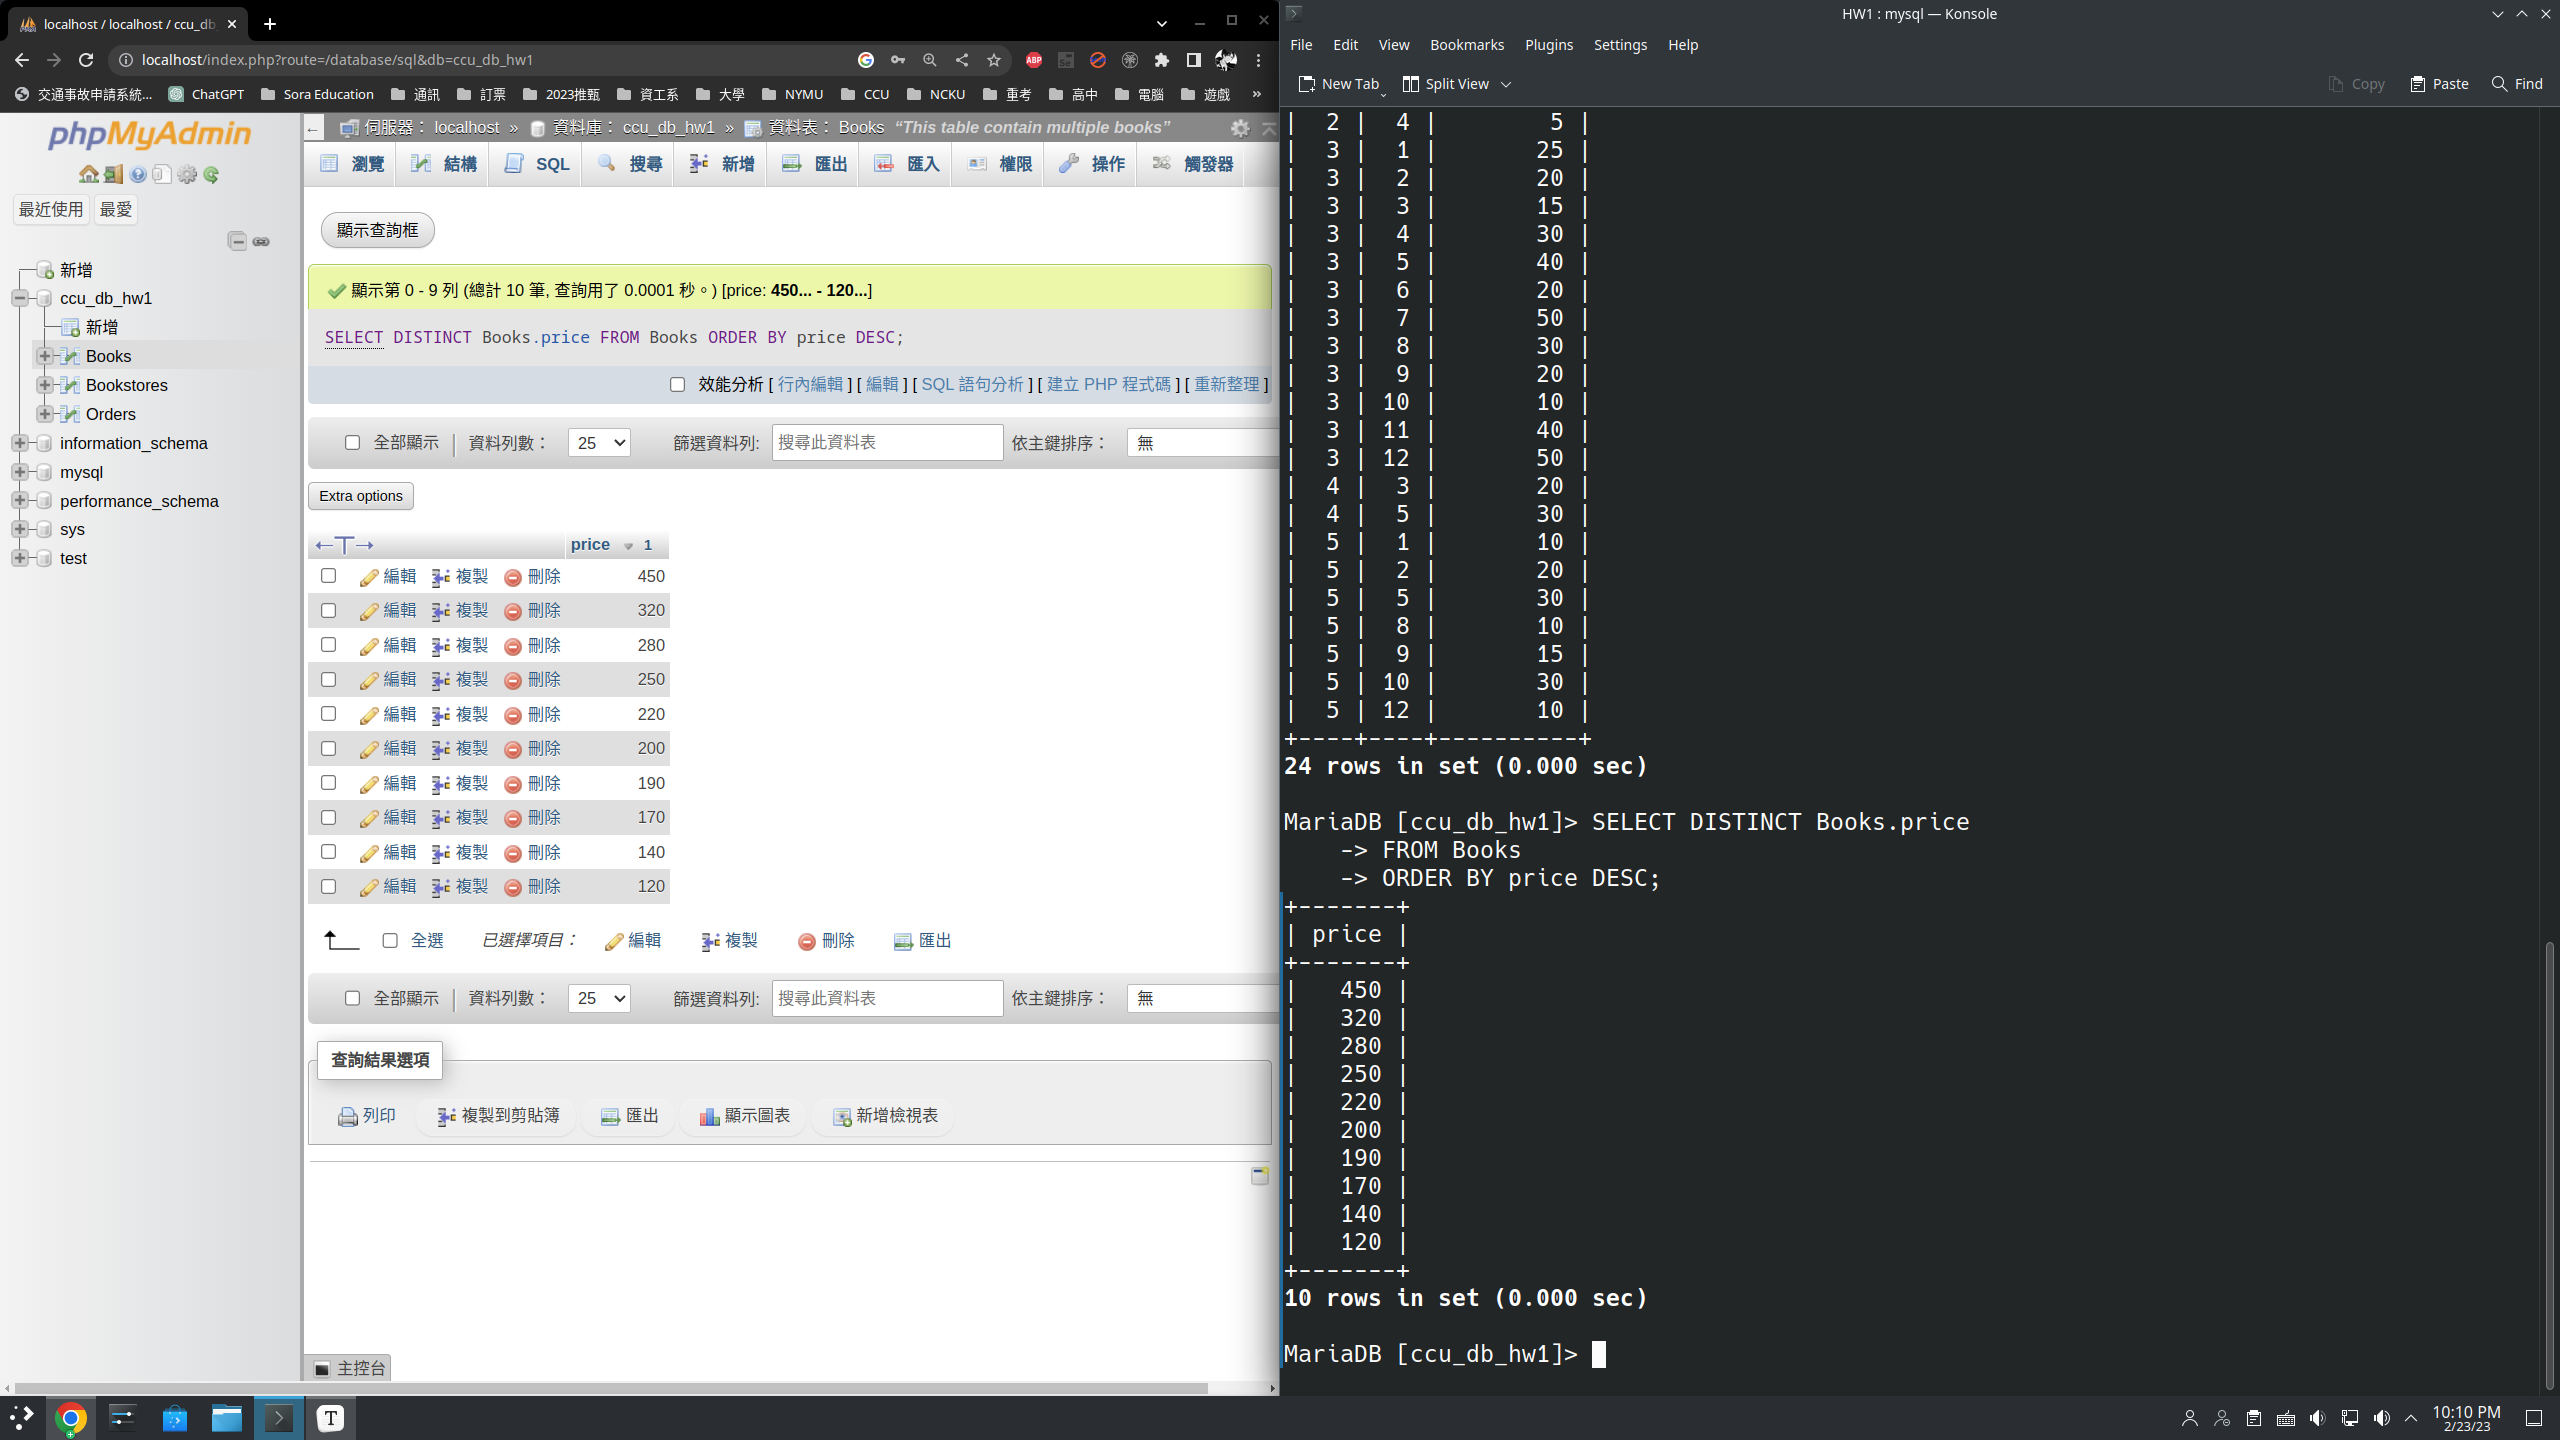 localhost / localhost / ccu_db_
localhost/index.php?route=/database/sql&db=ccu_db_hw1
交通事故申請系統... ChatGPT Sora Education 通訊 訂票 2023推甄 資工系 大學 NYMU CCU NCKU 重考 高中 電腦 遊戲 »
phpMyAdmin
最近使用 最愛
新增
ccu_db_hw1
新增
Books
Bookstores
Orders
information_schema
mysql
performance_schema
sys
test
伺服器： localhost » 資料庫： ccu_db_hw1 » 資料表： Books “This table contain multiple books”
瀏覽 結構 SQL 搜尋 新增 匯出 匯入 權限 操作 觸發器
顯示查詢框
顯示第 0 - 9 列 (總計 10 筆, 查詢用了 0.0001 秒。) [price: 450... - 120...]
SELECT DISTINCT Books.price FROM Books ORDER BY price DESC;
效能分析 [ 行內編輯 ] [ 編輯 ] [ SQL 語句分析 ] [ 建立 PHP 程式碼 ] [ 重新整理 ]
全部顯示 | 資料列數： 25 篩選資料列: 搜尋此資料表 依主鍵排序： 無
Extra options
←T→ price 1
編輯 複製 刪除 450
編輯 複製 刪除 320
編輯 複製 刪除 280
編輯 複製 刪除 250
編輯 複製 刪除 220
編輯 複製 刪除 200
編輯 複製 刪除 190
編輯 複製 刪除 170
編輯 複製 刪除 140
編輯 複製 刪除 120
全選 已選擇項目： 編輯 複製 刪除 匯出
全部顯示 | 資料列數： 25 篩選資料列: 搜尋此資料表 依主鍵排序： 無
查詢結果選項
列印 複製到剪貼簿 匯出 顯示圖表 新增檢視表
主控台
HW1 : mysql — Konsole
File Edit View Bookmarks Plugins Settings Help
New Tab Split View Copy Paste Find
| 2 | 4 | 5 |
| 3 | 1 | 25 |
| 3 | 2 | 20 |
| 3 | 3 | 15 |
| 3 | 4 | 30 |
| 3 | 5 | 40 |
| 3 | 6 | 20 |
| 3 | 7 | 50 |
| 3 | 8 | 30 |
| 3 | 9 | 20 |
| 3 | 10 | 10 |
| 3 | 11 | 40 |
| 3 | 12 | 50 |
| 4 | 3 | 20 |
| 4 | 5 | 30 |
| 5 | 1 | 10 |
| 5 | 2 | 20 |
| 5 | 5 | 30 |
| 5 | 8 | 10 |
| 5 | 9 | 15 |
| 5 | 10 | 30 |
| 5 | 12 | 10 |
+----+----+----------+
24 rows in set (0.000 sec)
MariaDB [ccu_db_hw1]> SELECT DISTINCT Books.price
-> FROM Books
-> ORDER BY price DESC;
+-------+
| price |
+-------+
| 450 |
| 320 |
| 280 |
| 250 |
| 220 |
| 200 |
| 190 |
| 170 |
| 140 |
| 120 |
+-------+
10 rows in set (0.000 sec)
MariaDB [ccu_db_hw1]>
10:10 PM
2/23/23